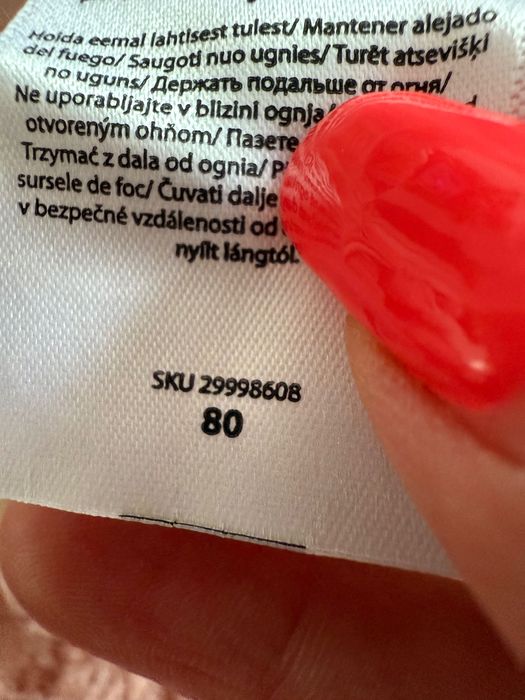 Hoida eemal lahtisest tulest/ Mantener alejado
del fuego/ Saugoti nuo ugnies/ Turēt atsevišķi
no uguns/ Держать подальше от огня/
Ne uporabljajte v bližini ognja/
otvoreným ohňom/ Пазете
Trzymać z dala od ognia/
sursele de foc/ Čuvati dalje
v bezpečné vzdálenosti od
nyílt lángtól.
SKU 29998608
80